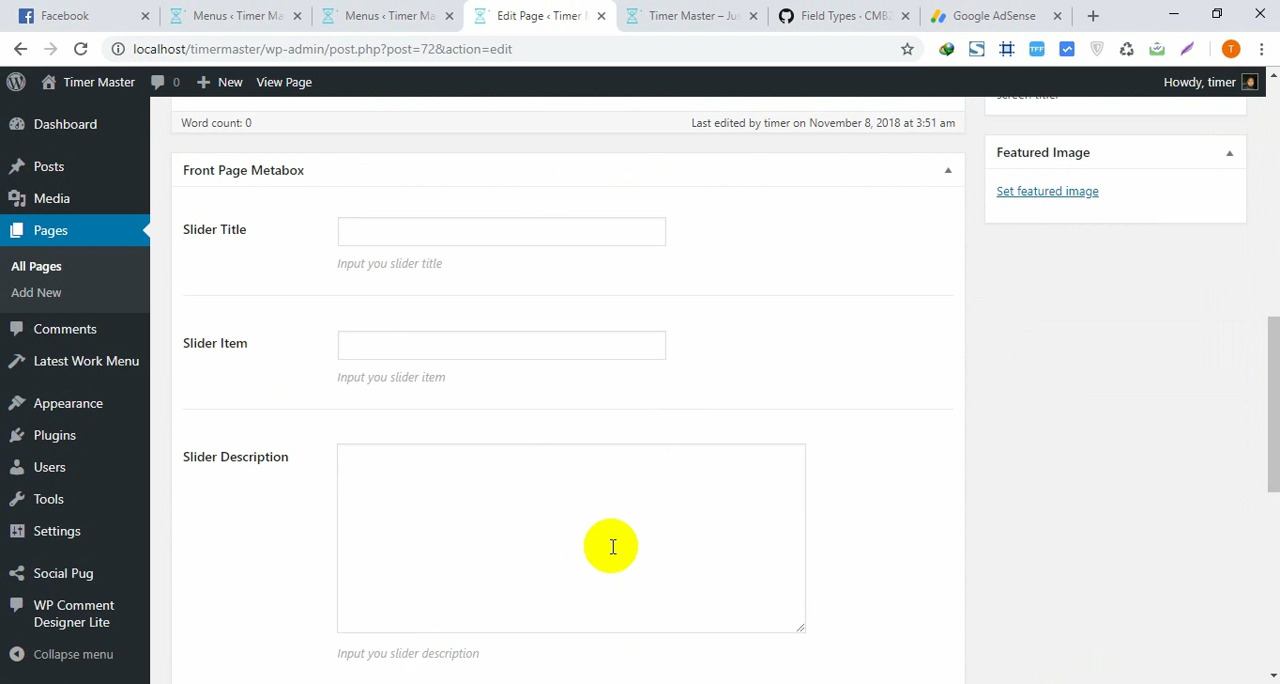 Facebook
Menus ‹ Timer Ma
Menus ‹ Timer Ma
Edit Page ‹ Timer
Timer Master – Jus
Field Types · CMB2
Google AdSense
localhost/timermaster/wp-admin/post.php?post=72&action=edit
TFF
T
Timer Master
0
New
View Page
Howdy, timer
Dashboard
Posts
Media
Pages
All Pages
Add New
Comments
Latest Work Menu
Appearance
Plugins
Users
Tools
Settings
Social Pug
WP Comment
Designer Lite
Collapse menu
Word count: 0
Last edited by timer on November 8, 2018 at 3:51 am
Front Page Metabox
Slider Title
Input you slider title
Slider Item
Input you slider item
Slider Description
Input you slider description
Featured Image
Set featured image